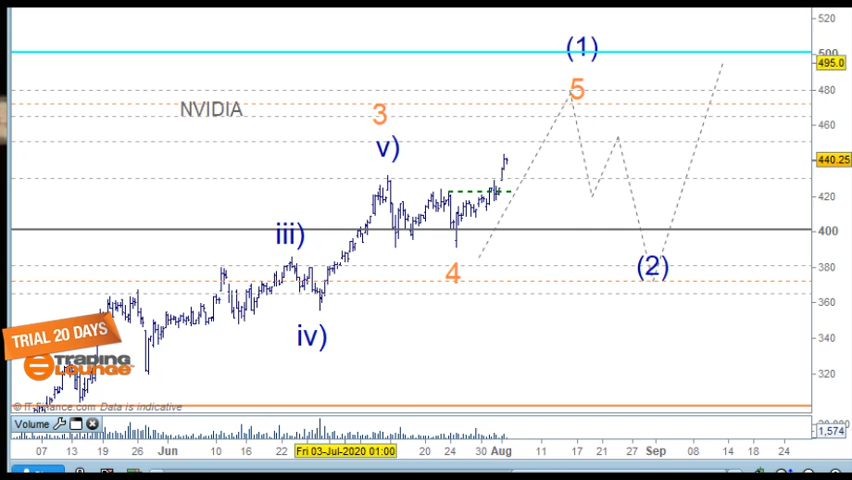 520
(1)
500
495.0
5
480
NVIDIA
3
460
v)
440.25
420
iii)
400
(2)
4
380
360
iv)
340
TRIAL 20 DAYS
TRADING
LOUNGE
320
© IT-Finance.com Data is indicative
Volume
1,574
07 13 19 26 Jun 10 16 22 Fri 03-Jul-2020 01:00 20 24 30 Aug 11 17 21 27 Sep 08 14 18 24